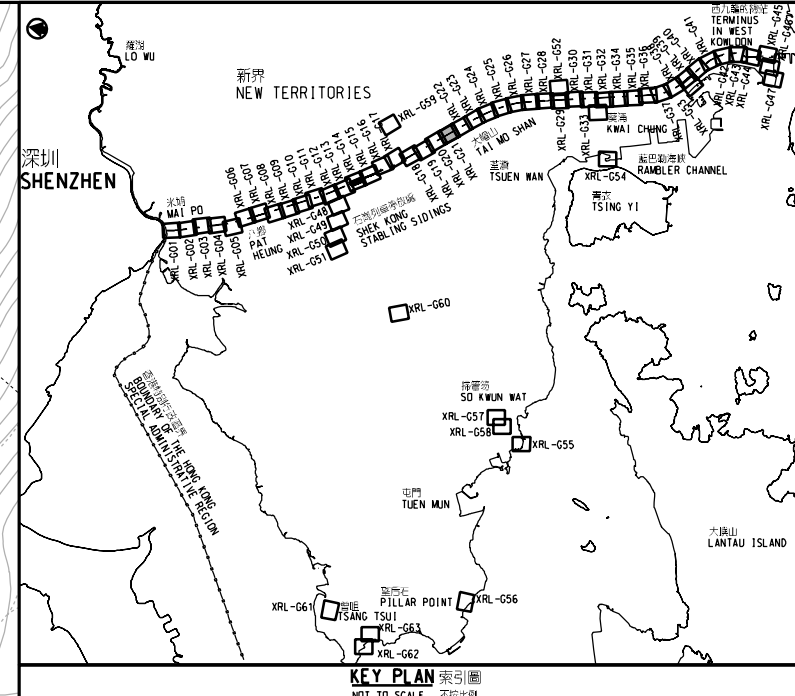 羅湖
LO WU
新界
NEW TERRITORIES
深圳
SHENZHEN
米埔
MAI PO
XRL-G01
XRL-G02
XRL-G03
XRL-G04
XRL-G05
XRL-G06
XRL-G07
XRL-G08
XRL-G09
XRL-G10
XRL-G11
XRL-G12
XRL-G13
XRL-G14
XRL-G15
XRL-G16
XRL-G17
XRL-G59
八鄉
PAT
HEUNG
XRL-G48
XRL-G49
XRL-G50
XRL-G51
石崗列車停放處
SHEK KONG
STABLING SIDINGS
XRL-G18
XRL-G19
XRL-G20
XRL-G21
XRL-G22
XRL-G23
XRL-G24
XRL-G25
XRL-G26
XRL-G27
XRL-G28
XRL-G52
XRL-G29
XRL-G30
XRL-G31
XRL-G32
XRL-G33
XRL-G34
XRL-G35
XRL-G36
XRL-G37
XRL-G39
XRL-G40
XRL-G41
XRL-G42
XRL-G43
XRL-G44
XRL-G45
XRL-G47
XRL-G53
大帽山
TAI MO SHAN
荃灣
TSUEN WAN
葵涌
KWAI CHUNG
TERMINUS
IN WEST
KOWLOON
藍巴勒海峽
RAMBLER CHANNEL
XRL-G54
青衣
TSING YI
XRL-G60
香港特別行政區界
BOUNDARY OF THE HONG KONG
SPECIAL ADMINISTRATIVE REGION
掃管笏
SO KWUN WAT
XRL-G57
XRL-G58
XRL-G55
屯門
TUEN MUN
大嶼山
LANTAU ISLAND
望后石
PILLAR POINT
XRL-G56
XRL-G61
曾咀
TSANG TSUI
XRL-G63
XRL-G62
KEY PLAN 索引圖
NOT TO SCALE 不按比例